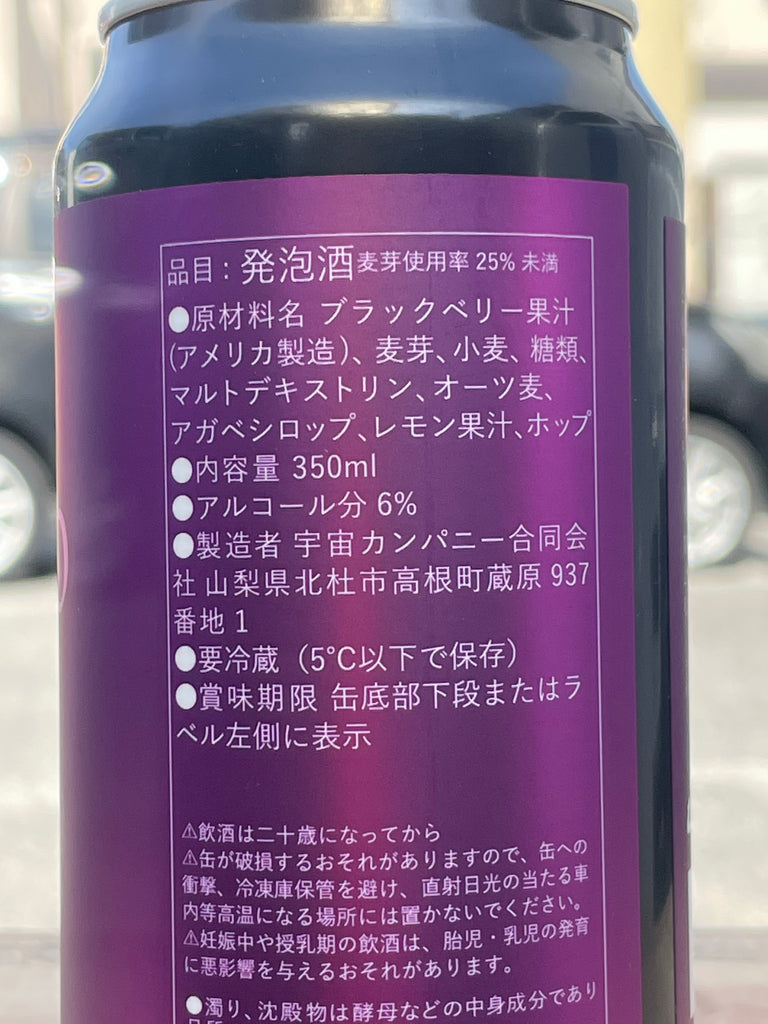 品目：発泡酒麦芽使用率 25% 未満
●原材料名 ブラックベリー果汁
(アメリカ製造)、麦芽、小麦、糖類、
マルトデキストリン、オーツ麦、
アガベシロップ、レモン果汁、ホップ
●内容量 350ml
●アルコール分 6%
●製造者 宇宙カンパニー合同会
社 山梨県北杜市高根町蔵原 937
番地 1
●要冷蔵（5℃以下で保存）
●賞味期限 缶底部下段またはラ
ベル左側に表示
⚠飲酒は二十歳になってから
⚠缶が破損するおそれがありますので、缶への
衝撃、冷凍庫保管を避け、直射日光の当たる車
内等高温になる場所には置かないでください。
⚠妊娠中や授乳期の飲酒は、胎児・乳児の発育
に悪影響を与えるおそれがあります。
●濁り、沈殿物は酵母などの中身成分であり